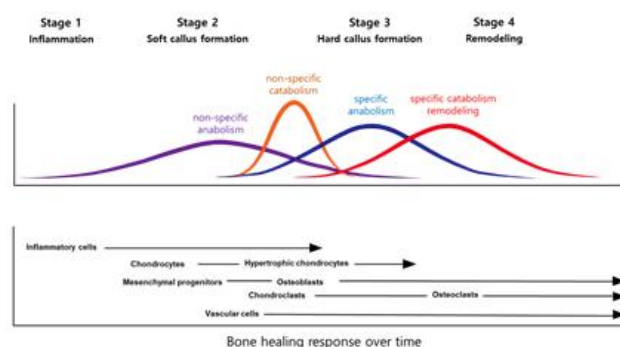 Stage 1
Inflammation
Stage 2
Soft callus formation
Stage 3
Hard callus formation
Stage 4
Remodeling
non-specific
anabolism
non-specific
catabolism
specific
anabolism
specific catabolism
remodeling
Inflammatory cells
Chondrocytes
Hypertrophic chondrocytes
Mesenchymal progenitors
Osteoblasts
Chondroclasts
Osteoclasts
Vascular cells
Bone healing response over time